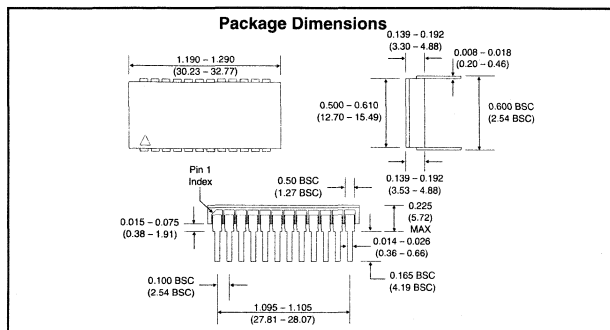 Package Dimensions
1.190 – 1.290
(30.23 – 32.77)
0.139 – 0.192
(3.30 – 4.88)
0.008 – 0.018
(0.20 – 0.46)
0.500 – 0.610
(12.70 – 15.49)
0.600 BSC
(2.54 BSC)
Pin 1
Index
0.50 BSC
(1.27 BSC)
0.139 – 0.192
(3.53 – 4.88)
0.015 – 0.075
(0.38 – 1.91)
0.225
(5.72)
MAX
0.014 – 0.026
(0.36 – 0.66)
0.100 BSC
(2.54 BSC)
0.165 BSC
(4.19 BSC)
1.095 – 1.105
(27.81 – 28.07)